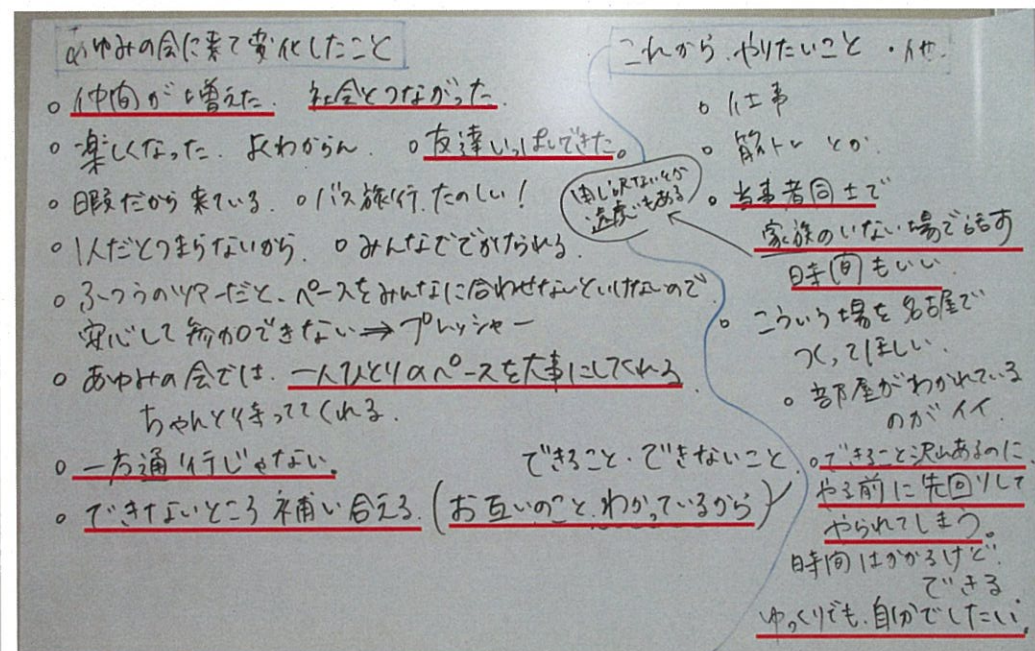 あゆみの会に来て変化したこと
○ 仲間が増えた. 社会とつながった.
○ 楽しくなった. よくわからん. ○ 友達いっぱいできた。
○ 暇だから来ている. ○ バス旅行. たのしい!
○ 1人だとつまらないから. ○ みんなででかけられる.
○ ふつうのツアーだと、ペースをみんなに合わせないといけないので
安心して参加できない⇒プレッシャー
○ あゆみの会では. 一人ひとりのペースを大事にしてくれる
ちゃんと待っててくれる.
○ 一方通行じゃない.
できること・できないこと.
○ できないところ 補い合える. (お互いのこと、わかっているから)
これから、やりたいこと ・他.
○ 仕事
○ 筋トレ とか.
○ 当事者同士で
家族のいない場で話す
時間もいい.
申し訳ない
遠慮もある
○ こういう場を名古屋で
つくってほしい.
○ 部屋がわかれている
のがイイ.
○ できること沢山あるのに、
やる前に先回りして
やられてしまう。
時間はかかるけど.
できる.
ゆっくりでも、自分でしたい.